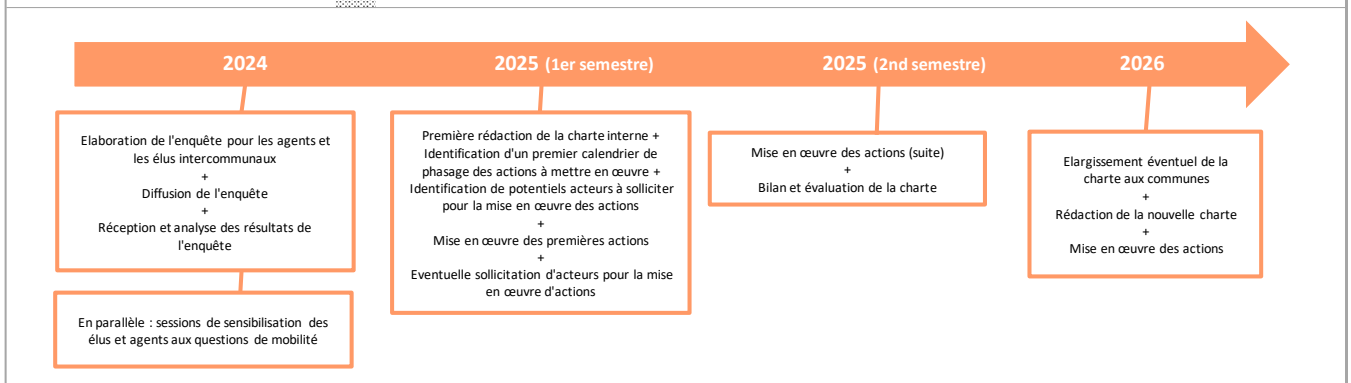 2024
2025 (1er semestre)
2025 (2nd semestre)
2026
Elaboration de l'enquête pour les agents et
les élus intercommunaux
+
Diffusion de l'enquête
+
Réception et analyse des résultats de
l'enquête
En parallèle : sessions de sensibilisation des
élus et agents aux questions de mobilité
Première rédaction de la charte interne +
Identification d'un premier calendrier de
phasage des actions à mettre en œuvre +
Identification de potentiels acteurs à solliciter
pour la mise en œuvre des actions
+
Mise en œuvre des premières actions
+
Eventuelle sollicitation d'acteurs pour la mise
en œuvre d'actions
Mise en œuvre des actions (suite)
+
Bilan et évaluation de la charte
Elargissement éventuel de la
charte aux communes
+
Rédaction de la nouvelle charte
+
Mise en œuvre des actions